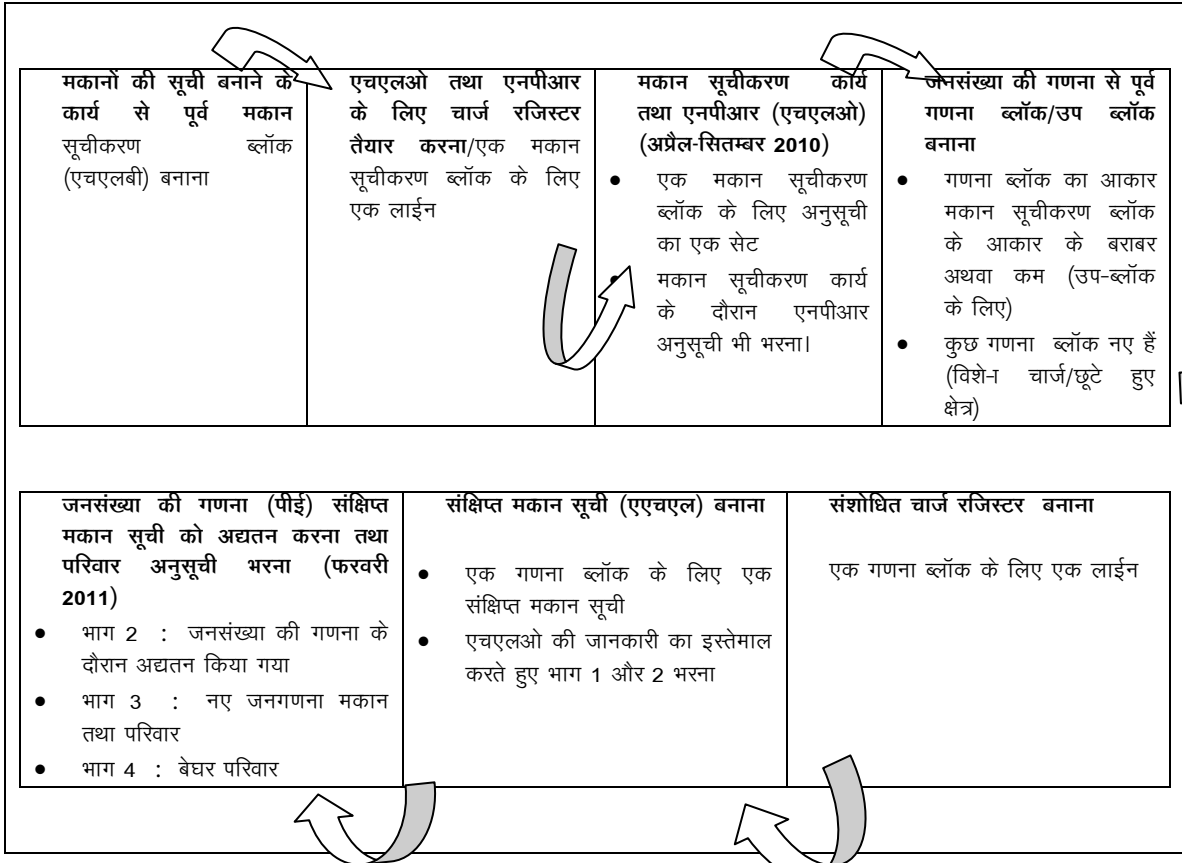 मकानों की सूची बनाने के
कार्य से पूर्व मकान
सूचीकरण ब्लॉक
(एचएलबी) बनाना
एचएलओ तथा एनपीआर
के लिए चार्ज रजिस्टर
तैयार करना/एक मकान
सूचीकरण ब्लॉक के लिए
एक लाईन
मकान सूचीकरण कार्य
तथा एनपीआर (एचएलओ)
(अप्रैल-सितम्बर 2010)
● एक मकान सूचीकरण
ब्लॉक के लिए अनुसूची
का एक सेट
● मकान सूचीकरण कार्य
के दौरान एनपीआर
अनुसूची भी भरना।
जनसंख्या की गणना से पूर्व
गणना ब्लॉक/उप ब्लॉक
बनाना
● गणना ब्लॉक का आकार
मकान सूचीकरण ब्लॉक
के आकार के बराबर
अथवा कम (उप-ब्लॉक
के लिए)
● कुछ गणना ब्लॉक नए हैं
(विशे-ा चार्ज/छूटे हुए
क्षेत्र)
जनसंख्या की गणना (पीई) संक्षिप्त
मकान सूची को अद्यतन करना तथा
परिवार अनुसूची भरना (फरवरी
2011)
● भाग 2 : जनसंख्या की गणना के
दौरान अद्यतन किया गया
● भाग 3 : नए जनगणना मकान
तथा परिवार
● भाग 4 : बेघर परिवार
संक्षिप्त मकान सूची (एएचएल) बनाना
● एक गणना ब्लॉक के लिए एक
संक्षिप्त मकान सूची
● एचएलओ की जानकारी का इस्तेमाल
करते हुए भाग 1 और 2 भरना
संशोधित चार्ज रजिस्टर बनाना
एक गणना ब्लॉक के लिए एक लाईन